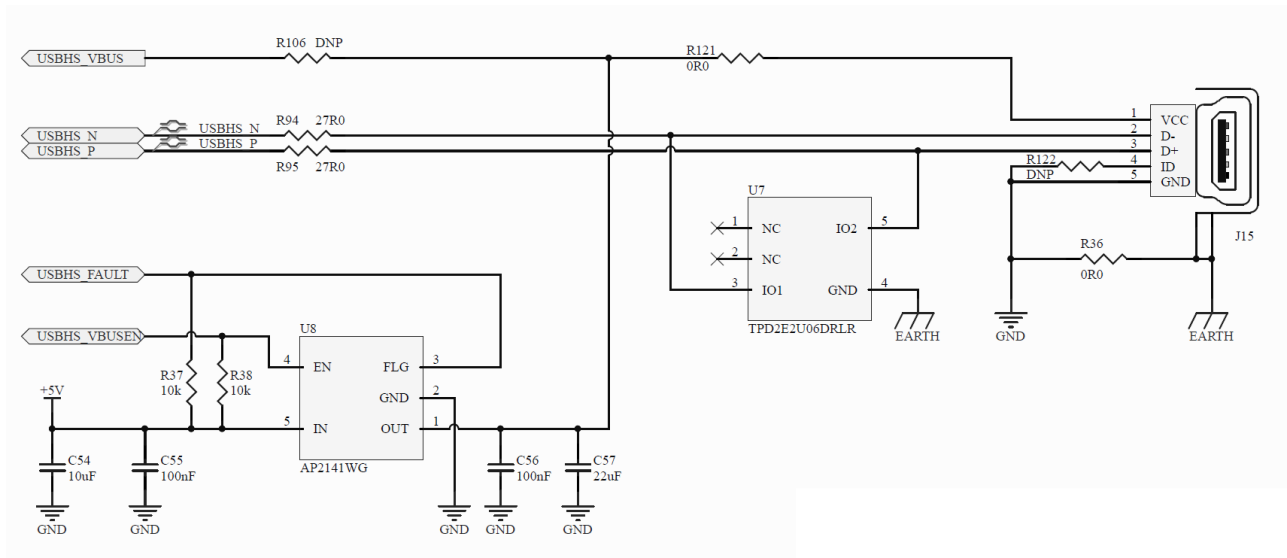 R106 DNP
USBHS_VBUS
R121
0R0
R94 27R0
USBHS_N
USBHS_N
USBHS_P
USBHS_P
R95 27R0
1
VCC
2
D-
3
D+
4
ID
5
GND
R122
DNP
J15
U7
1
NC
IO2
5
2
NC
3
IO1
GND
4
TPD2E2U06DRLR
EARTH
R36
0R0
GND
EARTH
USBHS_FAULT
USBHS_VBUSEN
U8
4
EN
FLG
3
R37
10k
R38
10k
GND
2
+5V
5
IN
OUT
1
AP2141WG
C54
10uF
C55
100nF
C56
100nF
C57
22uF
GND
GND
GND
GND
GND